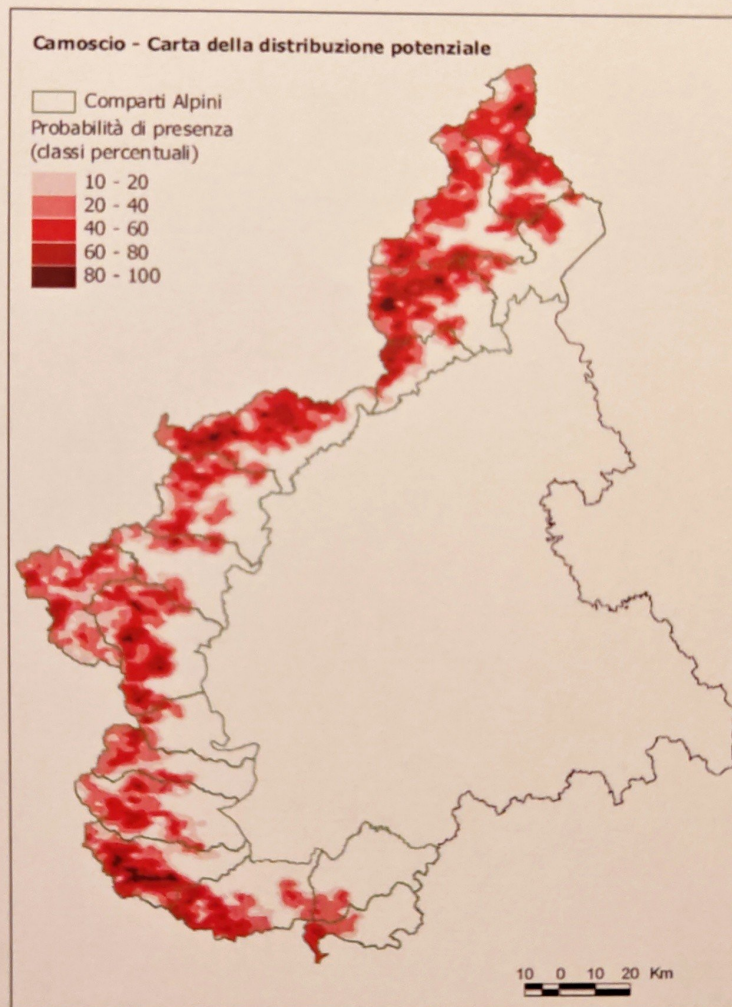 Camoscio - Carta della distribuzione potenziale
Comparti Alpini
Probabilità di presenza
(classi percentuali)
10 - 20
20 - 40
40 - 60
60 - 80
80 - 100
10 0 10 20 Km